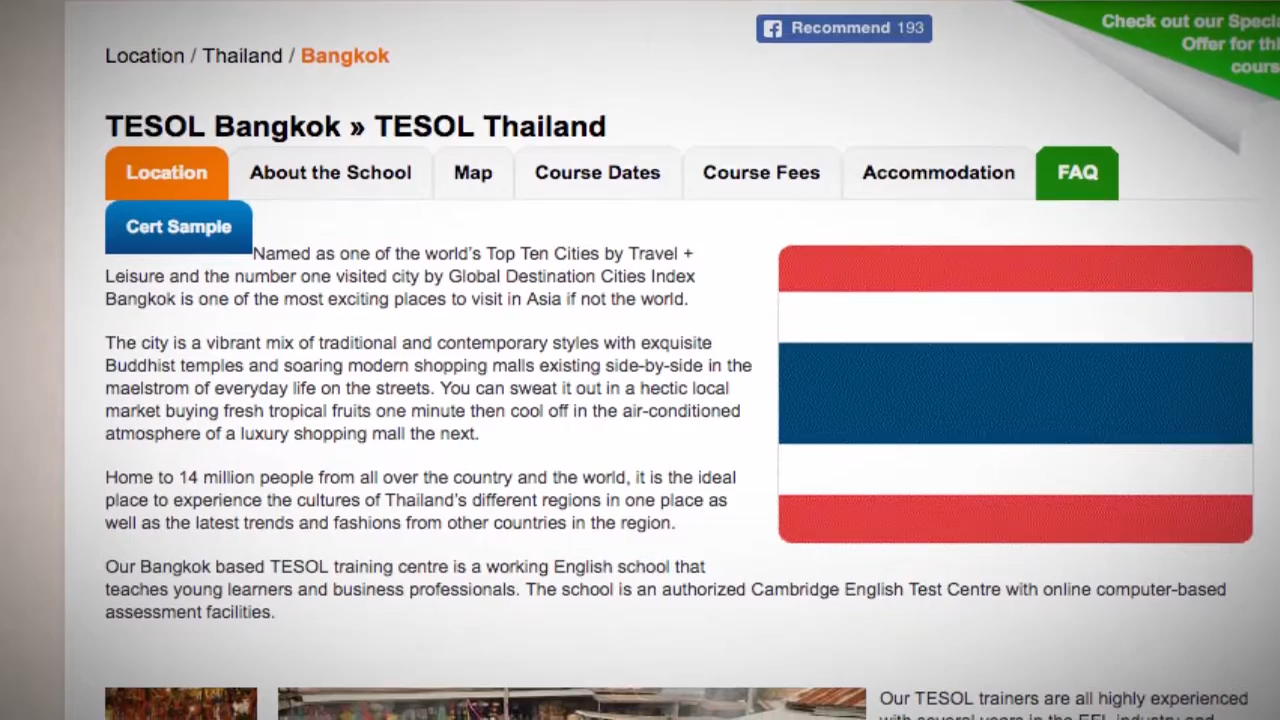 Recommend 193
Check out our
Offer for
Location / Thailand / Bangkok
TESOL Bangkok » TESOL Thailand
Location About the School Map Course Dates Course Fees Accommodation FAQ
Cert Sample
Named as one of the world's Top Ten Cities by Travel +
Leisure and the number one visited city by Global Destination Cities Index
Bangkok is one of the most exciting places to visit in Asia if not the world.
The city is a vibrant mix of traditional and contemporary styles with exquisite
Buddhist temples and soaring modern shopping malls existing side-by-side in the
maelstrom of everyday life on the streets. You can sweat it out in a hectic local
market buying fresh tropical fruits one minute then cool off in the air-conditioned
atmosphere of a luxury shopping mall the next.
Home to 14 million people from all over the country and the world, it is the ideal
place to experience the cultures of Thailand's different regions in one place as
well as the latest trends and fashions from other countries in the region.
Our Bangkok based TESOL training centre is a working English school that
teaches young learners and business professionals. The school is an authorized Cambridge English Test Centre with online computer-based
assessment facilities.
Our TESOL trainers are all highly experienced